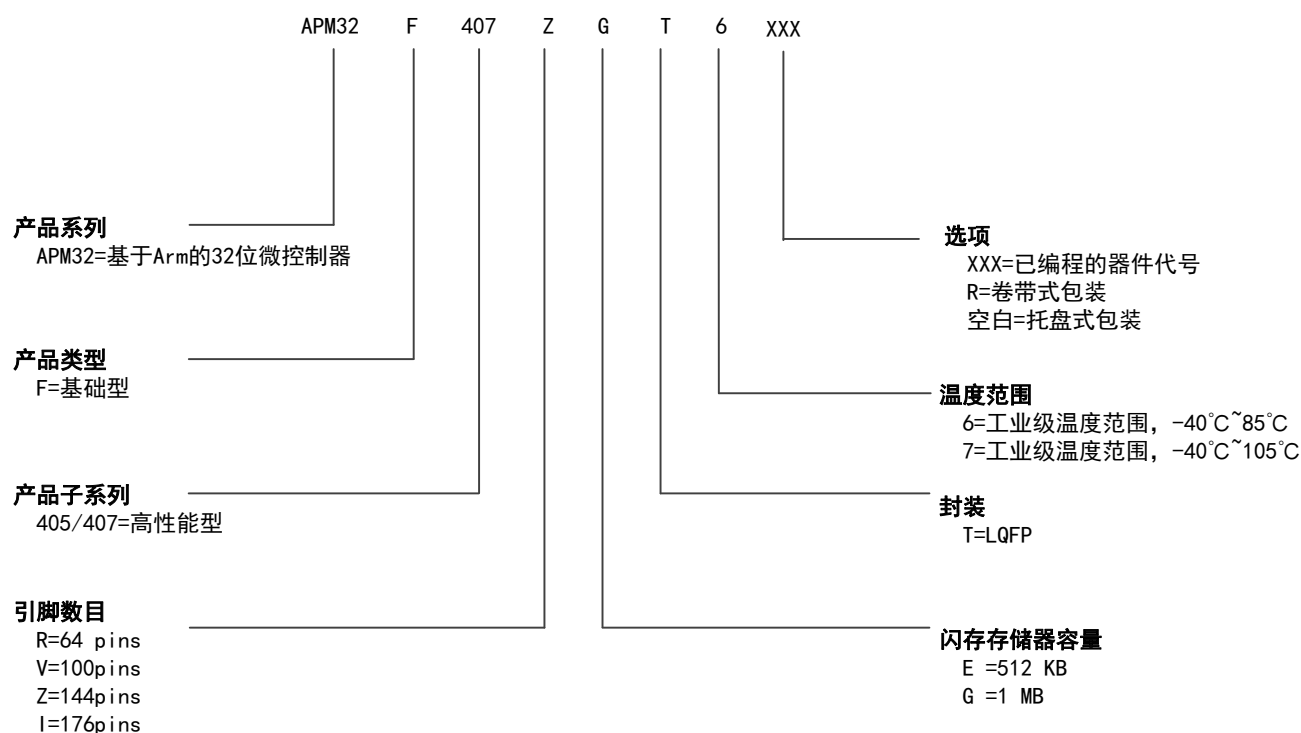 APM32 F 407 Z G T 6 XXX
产品系列
APM32=基于Arm的32位微控制器
产品类型
F=基础型
产品子系列
405/407=高性能型
引脚数目
R=64 pins
V=100pins
Z=144pins
I=176pins
选项
XXX=已编程的器件代号
R=卷带式包装
空白=托盘式包装
温度范围
6=工业级温度范围，-40℃~85℃
7=工业级温度范围，-40℃~105℃
封装
T=LQFP
闪存存储器容量
E =512 KB
G =1 MB